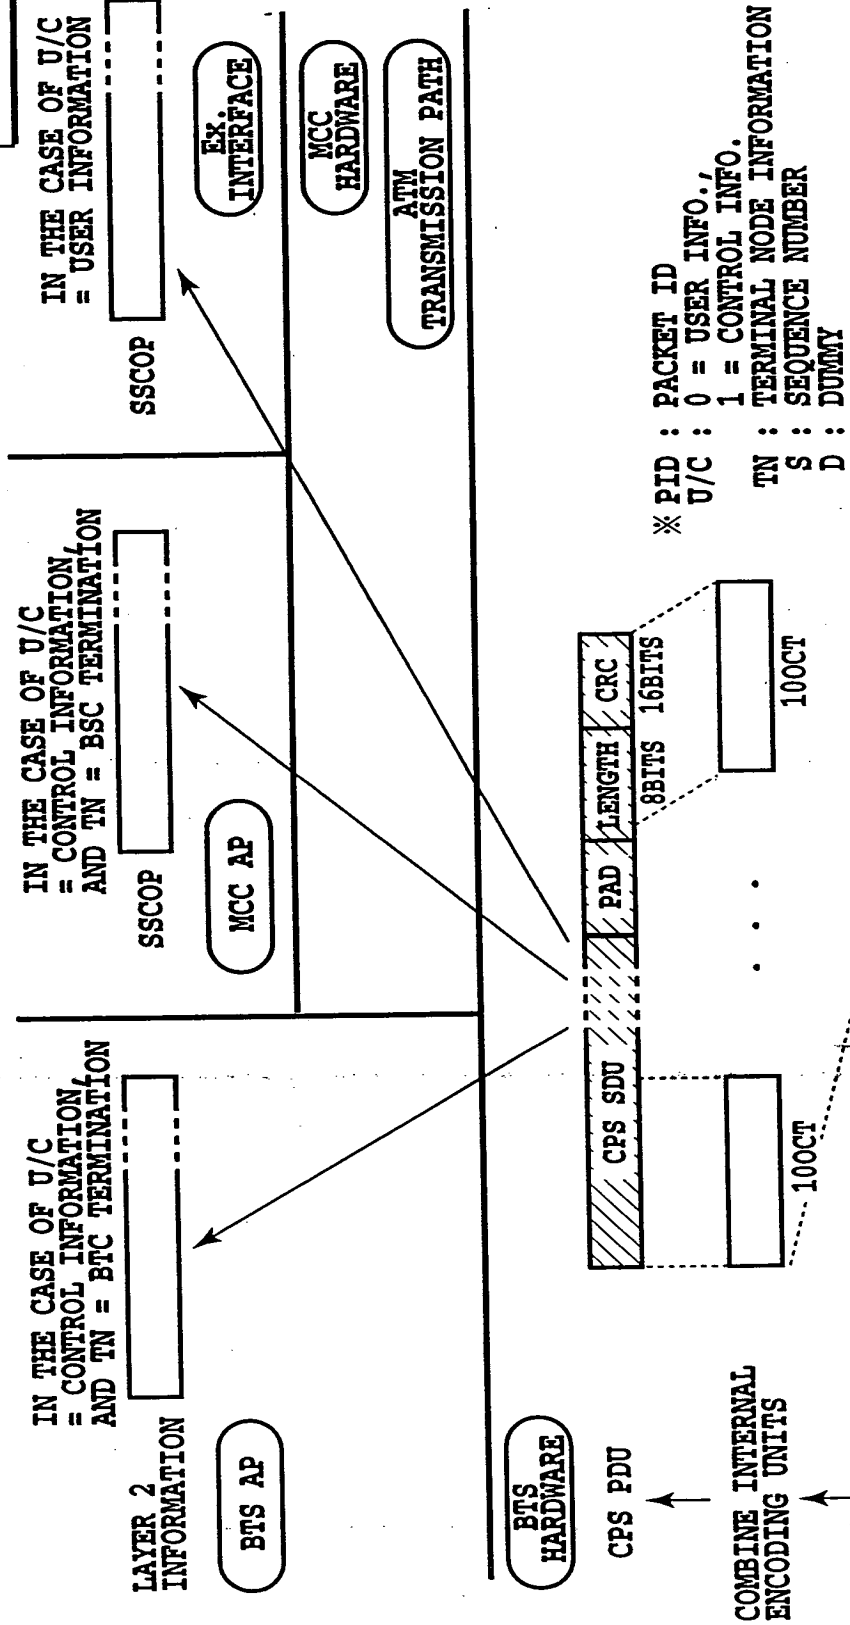 IN THE CASE OF U/C
= CONTROL INFORMATION,
AND TN = BTC TERMINATION
LAYER 2
INFORMATION
BTS AP
IN THE CASE OF U/C
= CONTROL INFORMATION,
AND TN = BSC TERMINATION
SSCOP
MCC AP
IN THE CASE OF U/C
= USER INFORMATION
SSCOP
EX.
INTERFACE
MCC
HARDWARE
ATM
TRANSMISSION PATH
BTS
HARDWARE
CPS PDU
CPS SDU
PAD
LENGTH
CRC
8BITS
16BITS
COMBINE INTERNAL
ENCODING UNITS
10OCT
. . .
10OCT
※ PID : PACKET ID
U/C : 0 = USER INFO.,
1 = CONTROL INFO.
TN : TERMINAL NODE INFORMATION
S : SEQUENCE NUMBER
D : DUMMY